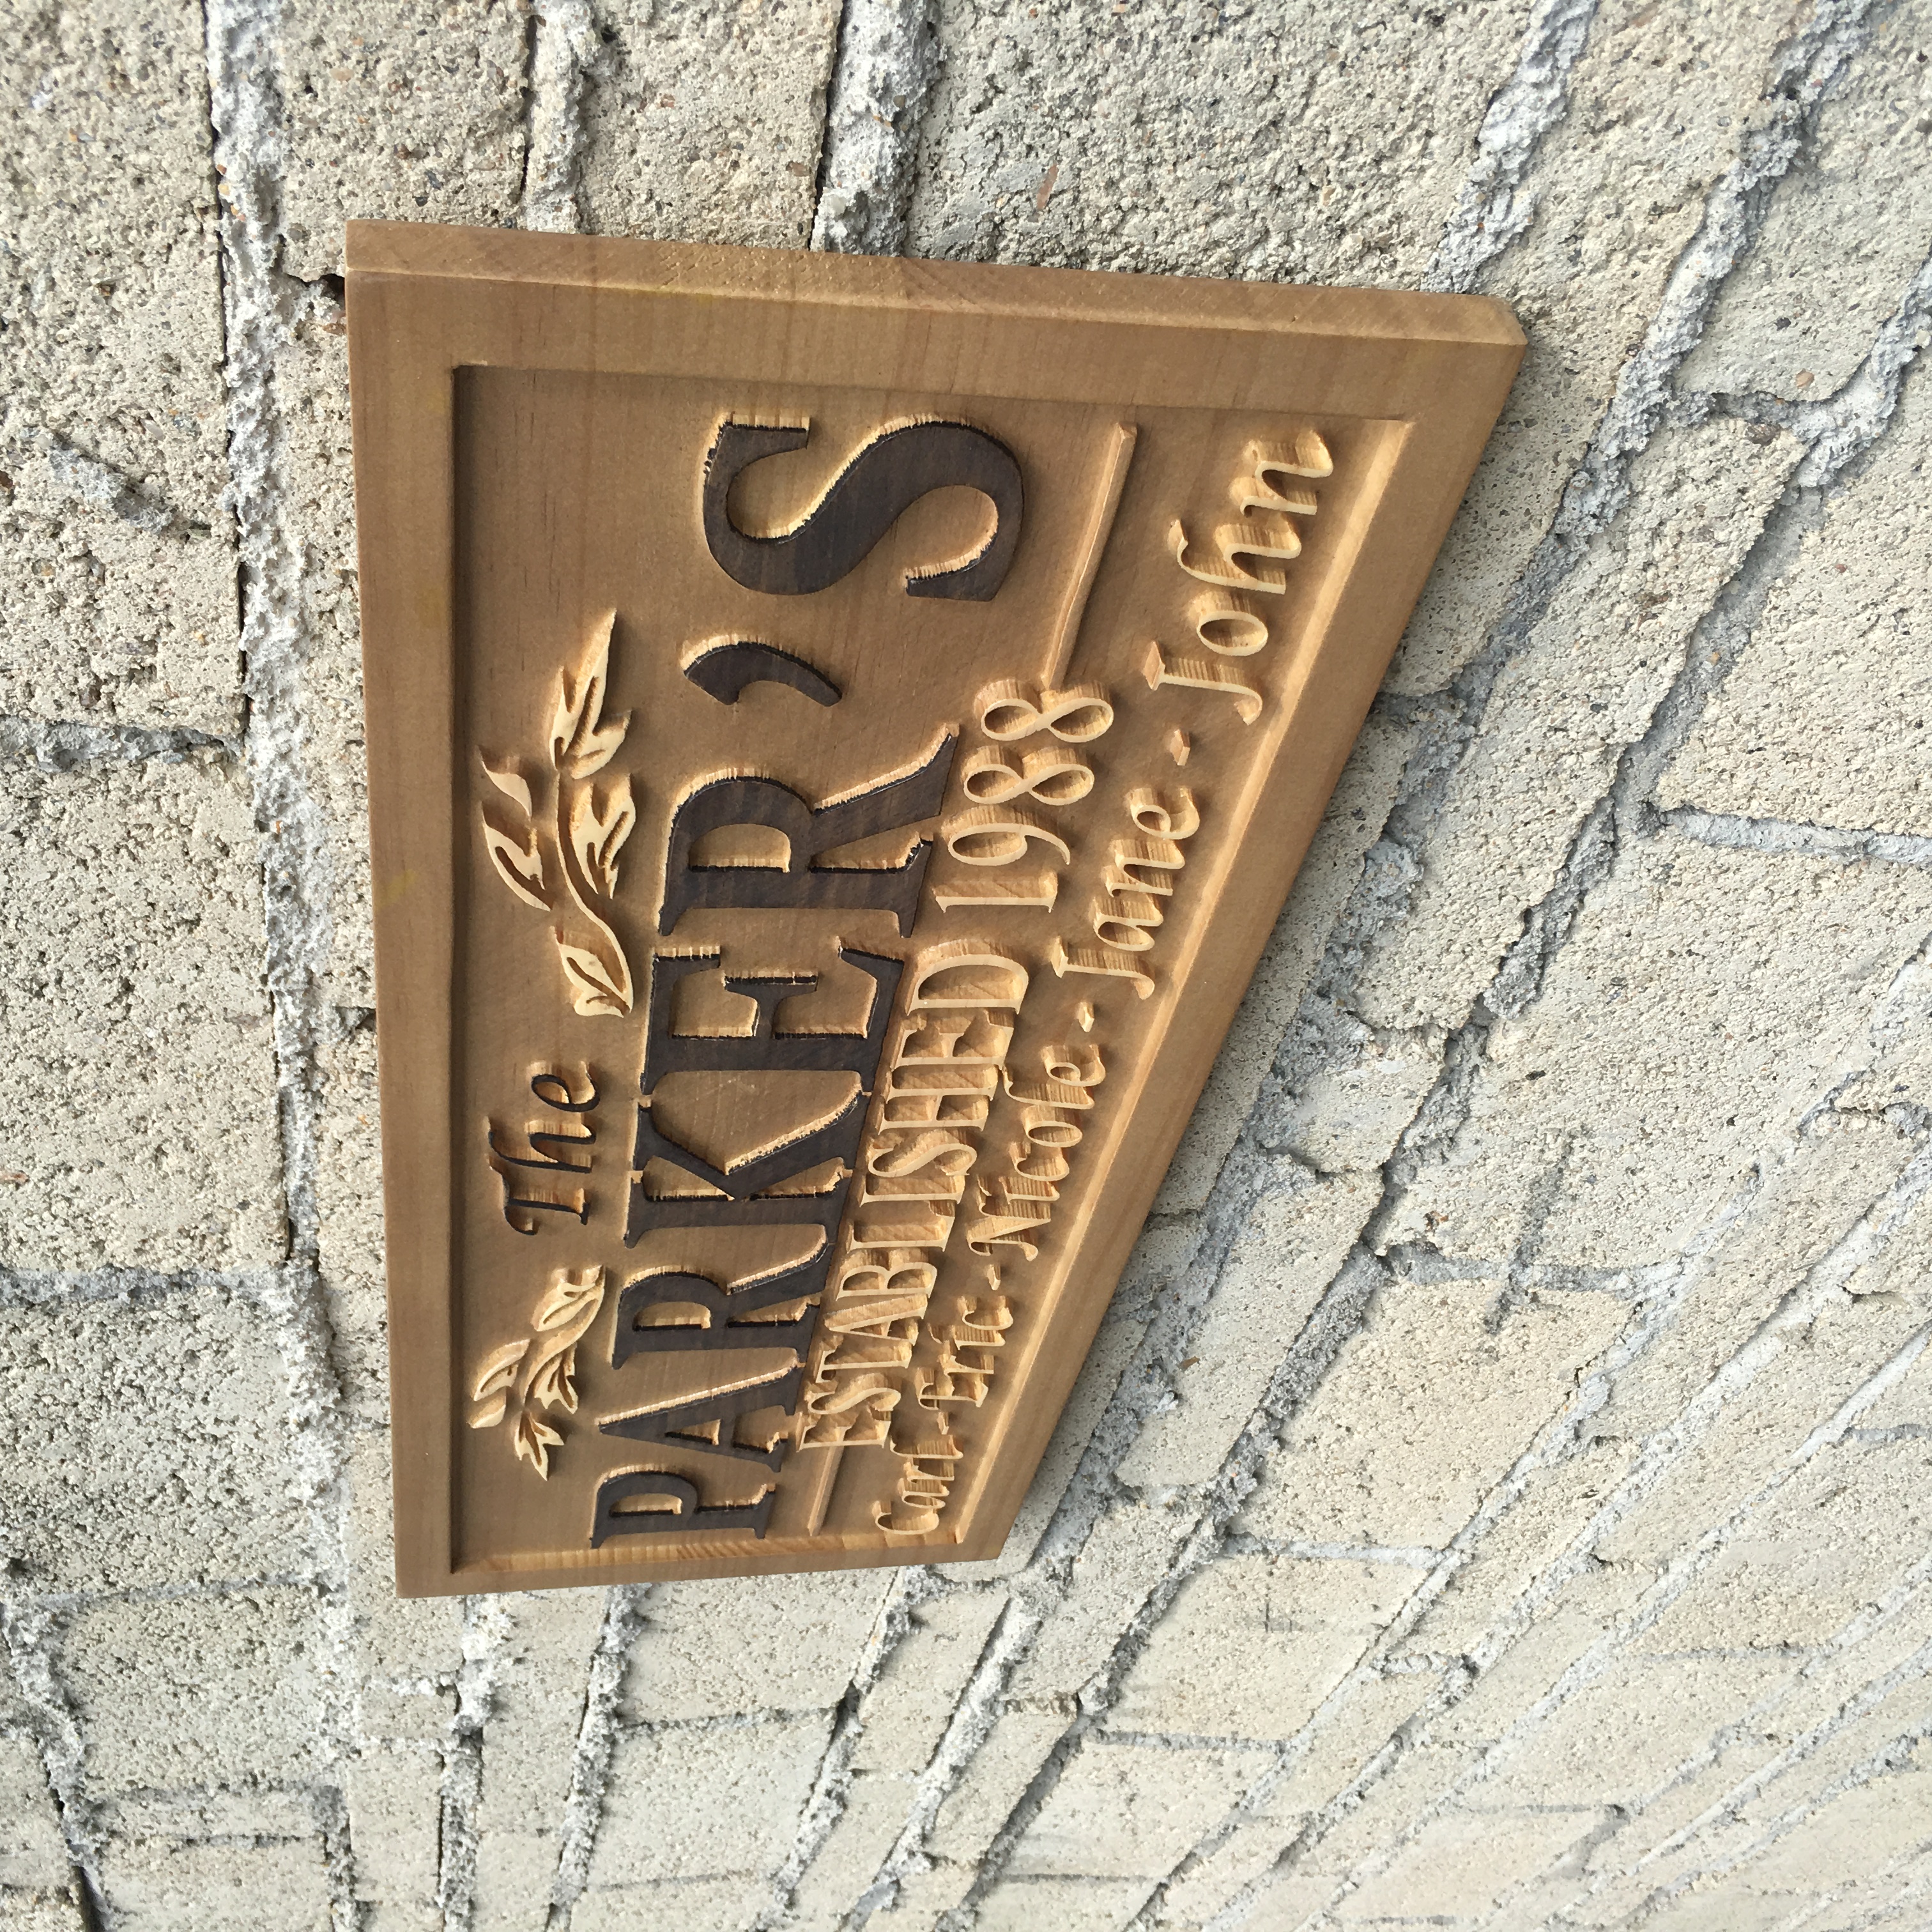 The
PARKER'S
ESTABLISHED 1988
Carl - Eric - Nicole - Jane - John